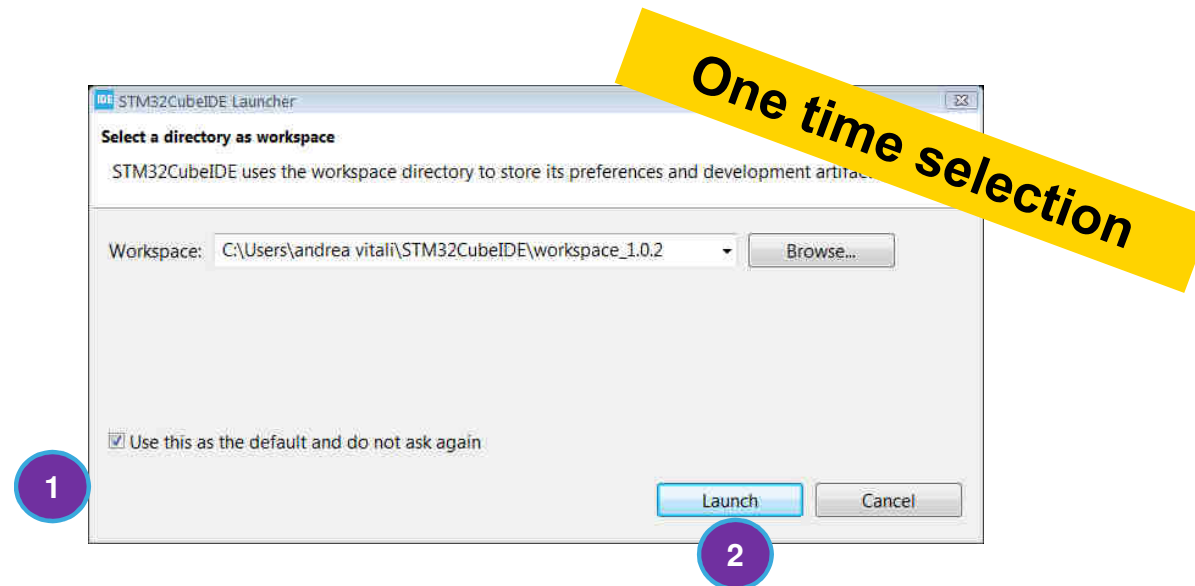 One time selection
IDE STM32CubeIDE Launcher
Select a directory as workspace
STM32CubeIDE uses the workspace directory to store its preferences and development
Workspace: C:\Users\andrea vitali\STM32CubeIDE\workspace_1.0.2 Browse...
Use this as the default and do not ask again
1
Launch Cancel
2